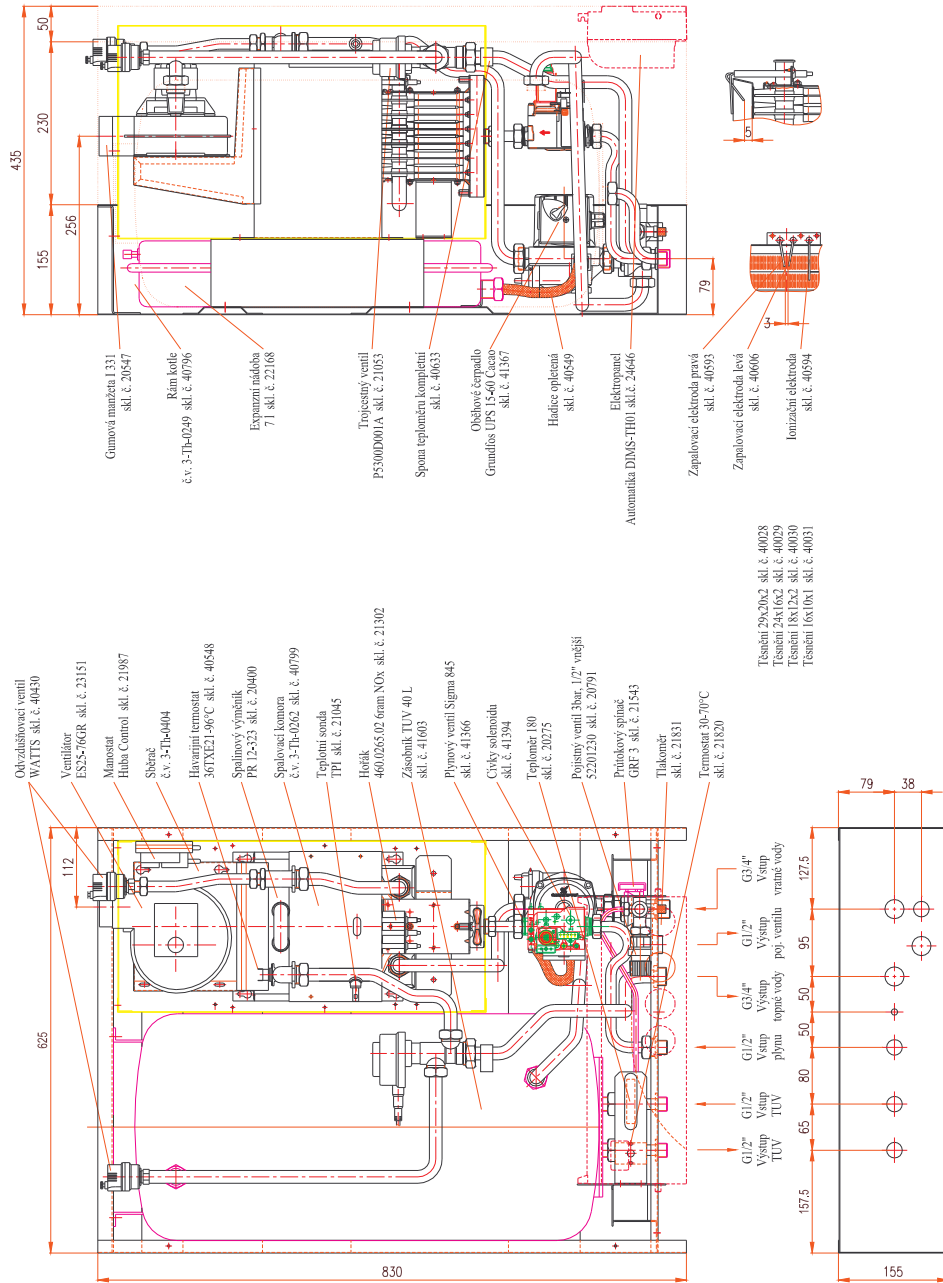 435
50
230
155
256
79
5
3
Gumová manžeta I 331
skl. č. 20547
Rám kotle
č.v. 3-Th-0249 skl. č. 40796
Expanzní nádoba
7 l skl. č. 22168
Trojcestný ventil
P5300D001A skl. č. 21053
Spona teploměru kompletní
skl. č. 40633
Oběhové čerpadlo
Grundfos UPS 15-60 Cacao
skl. č. 41367
Hadice opletená
skl. č. 40549
Elektropanel
Automatika DIMS-TH01 skl.č. 24646
Zapalovací elektroda pravá
skl. č. 40593
Zapalovací elektroda levá
skl. č. 40606
Ionizační elektroda
skl. č. 40594
Odvzdušňovací ventil
WATTS skl. č. 40430
Ventilátor
ES25-76GR skl. č. 23151
Manostat
Huba Control skl. č. 21987
Sběrač
č.v. 3-Th-0404
Havarijní termostat
36TXE21-96°C skl. č. 40548
Spalinový výměník
PR 12-323 skl. č. 20400
Spalovací komora
č.v. 3-Th-0262 skl. č. 40799
Teplotní sonda
TP1 skl. č. 21045
Hořák
460.0265.02 6ram NOx skl. č. 21302
Zásobník TUV 40 L
skl. č. 41603
Plynový ventil Sigma 845
skl. č. 41366
Cívky solenoidu
skl. č. 41394
Teploměr 180
skl. č. 20275
Pojistný ventil 3bar, 1/2" vnější
52201230 skl. č. 20791
Průtokový spínač
GRF 3 skl. č. 21543
Tlakoměr
skl. č. 21831
Termostat 30-70°C
skl. č. 21820
Těsnění 29x20x2 skl. č. 40028
Těsnění 24x16x2 skl. č. 40029
Těsnění 18x12x2 skl. č. 40030
Těsnění 16x10x1 skl. č. 40031
625
112
830
G1/2"
Výstup
TUV
G1/2"
Vstup
TUV
G1/2"
Vstup
plynu
G3/4"
Výstup
topné vody
G1/2"
Výstup
poj. ventilu
G3/4"
Vstup
vratné vody
157.5
65
80
50
50
95
127.5
79
38
155